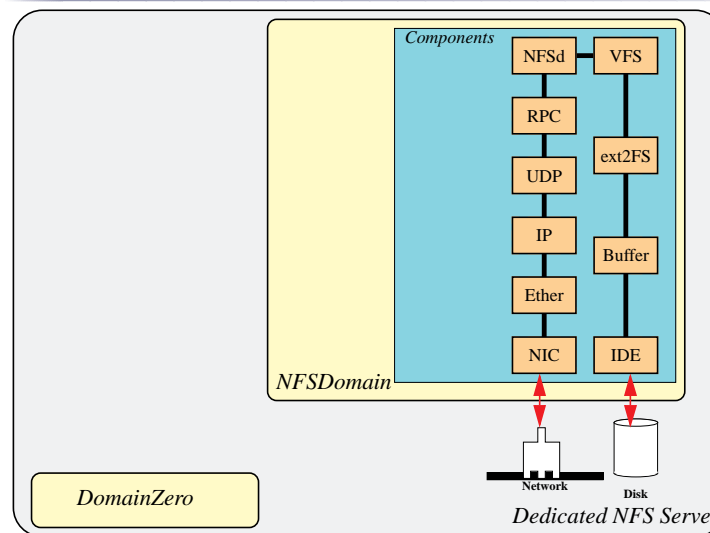 Components
NFSd
VFS
RPC
ext2FS
UDP
IP
Buffer
Ether
NIC
IDE
NFSDomain
Network
Disk
DomainZero
Dedicated NFS Serve